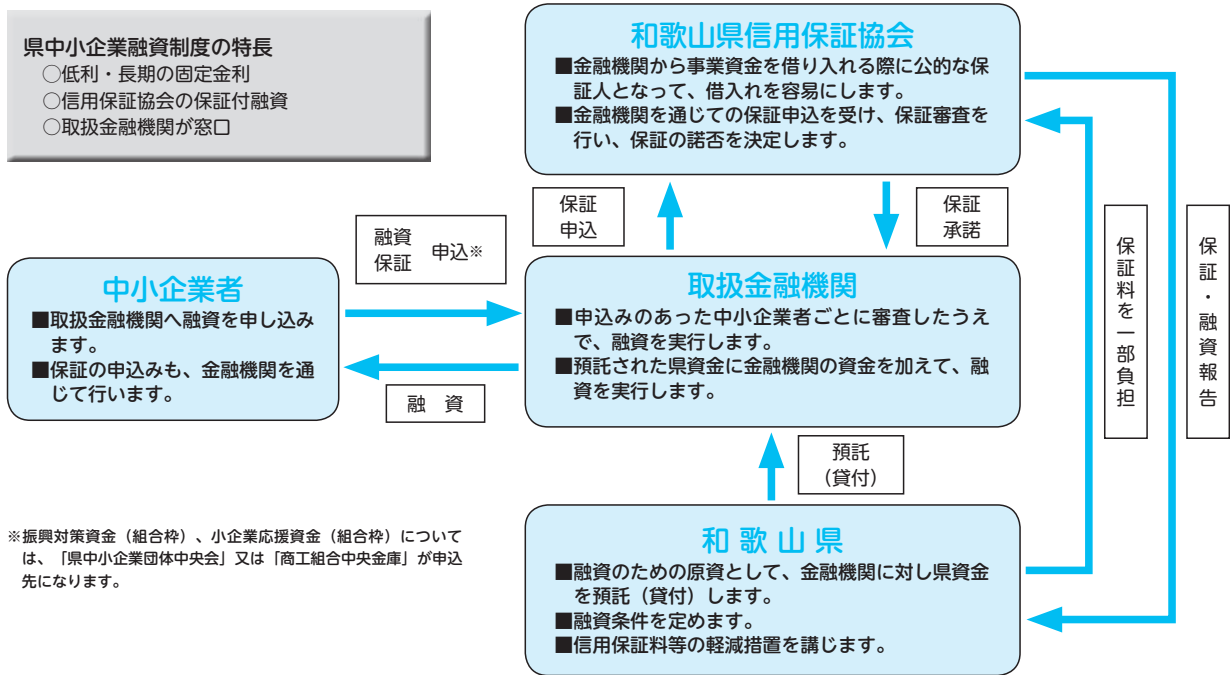 県中小企業融資制度の特長
○低利・長期の固定金利
○信用保証協会の保証付融資
○取扱金融機関が窓口
和歌山県信用保証協会
■金融機関から事業資金を借り入れる際に公的な保
証人となって、借入れを容易にします。
■金融機関を通じての保証申込を受け、保証審査を
行い、保証の諾否を決定します。
融資
保証
申込※
保証
申込
保証
承諾
保証料を一部負担
保証・融資報告
中小企業者
■取扱金融機関へ融資を申し込み
ます。
■保証の申込みも、金融機関を通
じて行います。
取扱金融機関
■申込みのあった中小企業者ごとに審査したうえ
で、融資を実行します。
■預託された県資金に金融機関の資金を加えて、融
資を実行します。
融 資
預託
(貸付)
※振興対策資金（組合枠）、小企業応援資金（組合枠）について
は、「県中小企業団体中央会」又は「商工組合中央金庫」が申込
先になります。
和 歌 山 県
■融資のための原資として、金融機関に対し県資金
を預託（貸付）します。
■融資条件を定めます。
■信用保証料等の軽減措置を講じます。